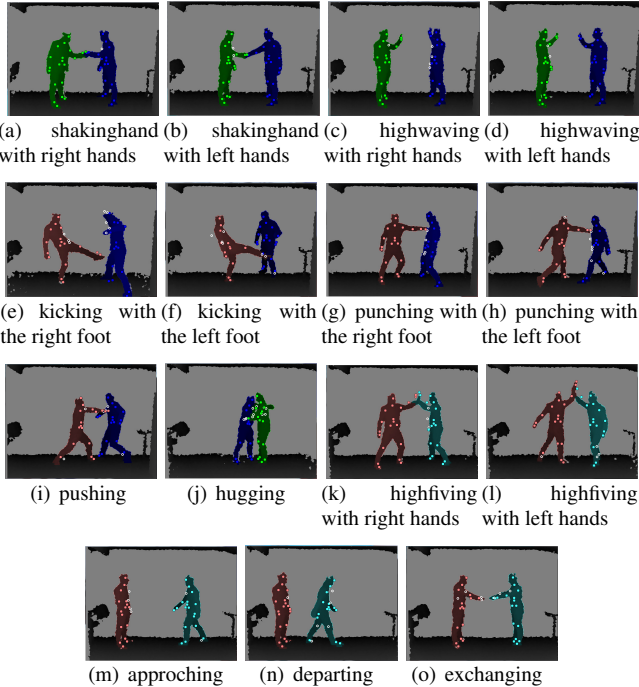 (a) shakinghand with right hands
(b) shakinghand with left hands
(c) highwaving with right hands
(d) highwaving with left hands
(e) kicking with the right foot
(f) kicking with the left foot
(g) punching with the right foot
(h) punching with the left foot
(i) pushing
(j) hugging
(k) highfiving with right hands
(l) highfiving with left hands
(m) approching
(n) departing
(o) exchanging